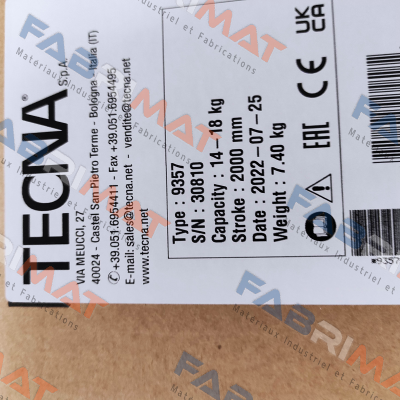 TECNA® S.p.A.
VIA MEUCCI, 27
40024 - Castel San Pietro Terme - Bologna - Italia (IT)
✆ +39.051.6954411 - Fax +39.051.6954495
E-mail: sales@tecna.net - vendite@tecna.net
www.tecna.net
Type : 9357
S/N : 30810
Capacity : 14-18 kg
Stroke : 2000 mm
Date : 2022-07-25
Weight : 7.40 kg
EAC CE UKCA
*9357
FABRIMAT
Matériaux Industriel et Fabrications